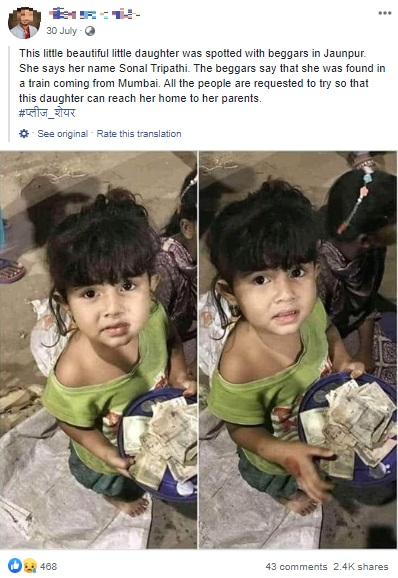 30 July ·
This little beautiful little daughter was spotted with beggars in Jaunpur.
She says her name Sonal Tripathi. The beggars say that she was found in
a train coming from Mumbai. All the people are requested to try so that
this daughter can reach her home to her parents.
#प्लीज_शेयर
· See original · Rate this translation
468
43 comments 2.4K shares